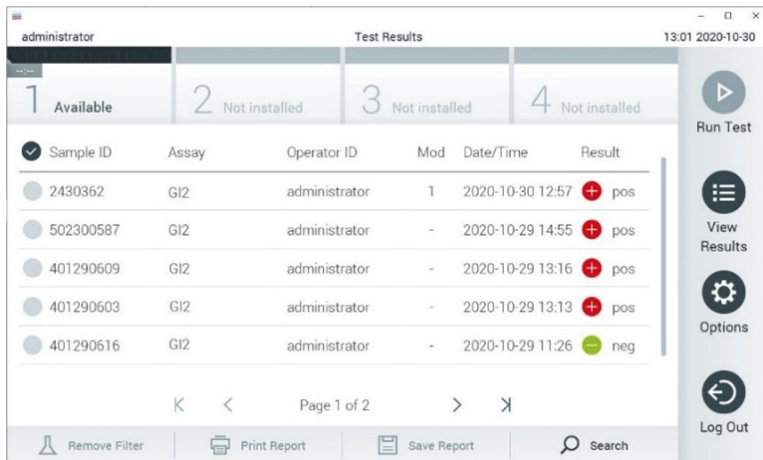 administrator Test Results 13:01 2020-10-30
--:--
1 Available 2 Not installed 3 Not installed 4 Not installed
Run Test
Sample ID Assay Operator ID Mod Date/Time Result
2430362 GI2 administrator 1 2020-10-30 12:57 + pos
502300587 GI2 administrator - 2020-10-29 14:55 + pos
View
Results
401290609 GI2 administrator - 2020-10-29 13:16 + pos
401290603 GI2 administrator - 2020-10-29 13:13 + pos
Options
401290616 GI2 administrator - 2020-10-29 11:26 − neg
Page 1 of 2
Log Out
Remove Filter Print Report Save Report Search